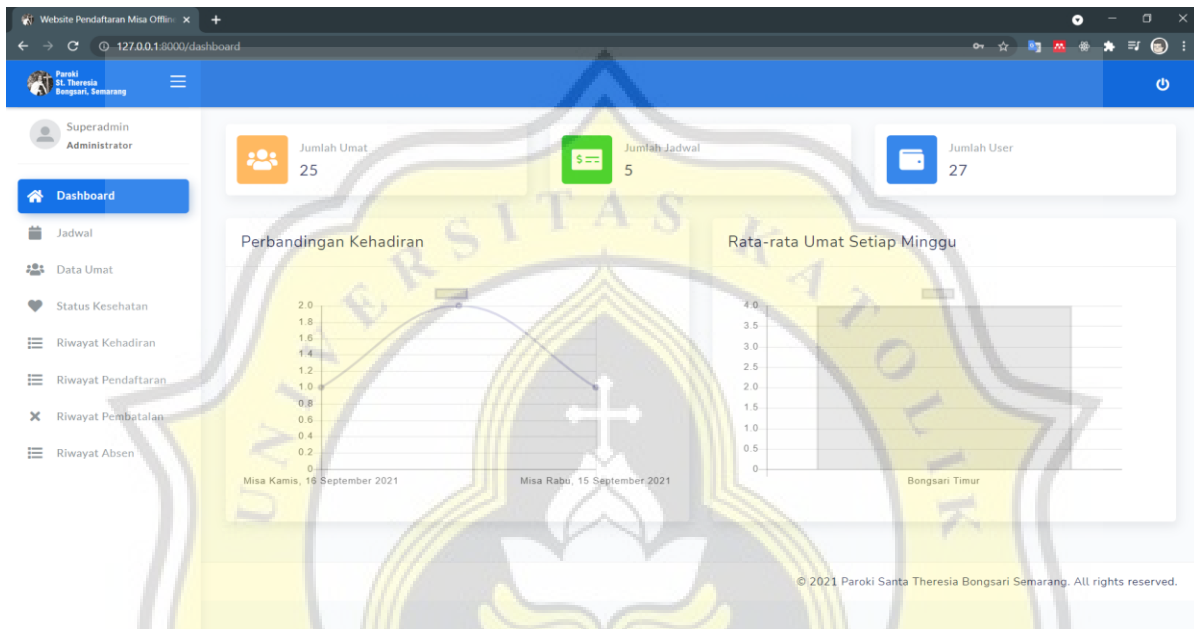 Website Pendaftaran Misa Offlin
127.0.0.1:8000/dashboard
Paroki
St. Theresia
Bongsari, Semarang
Superadmin
Administrator
Dashboard
Jadwal
Data Umat
Status Kesehatan
Riwayat Kehadiran
Riwayat Pendaftaran
Riwayat Pembatalan
Riwayat Absen
Jumlah Umat
25
Jumlah Jadwal
5
Jumlah User
27
Perbandingan Kehadiran
2.0
1.8
1.6
1.4
1.2
1.0
0.8
0.6
0.4
0.2
0
Misa Kamis, 16 September 2021
Misa Rabu, 15 September 2021
Rata-rata Umat Setiap Minggu
4.0
3.5
3.0
2.5
2.0
1.5
1.0
0.5
0
Bongsari Timur
© 2021 Paroki Santa Theresia Bongsari Semarang. All rights reserved.
UNIVERSITAS KATOLIK